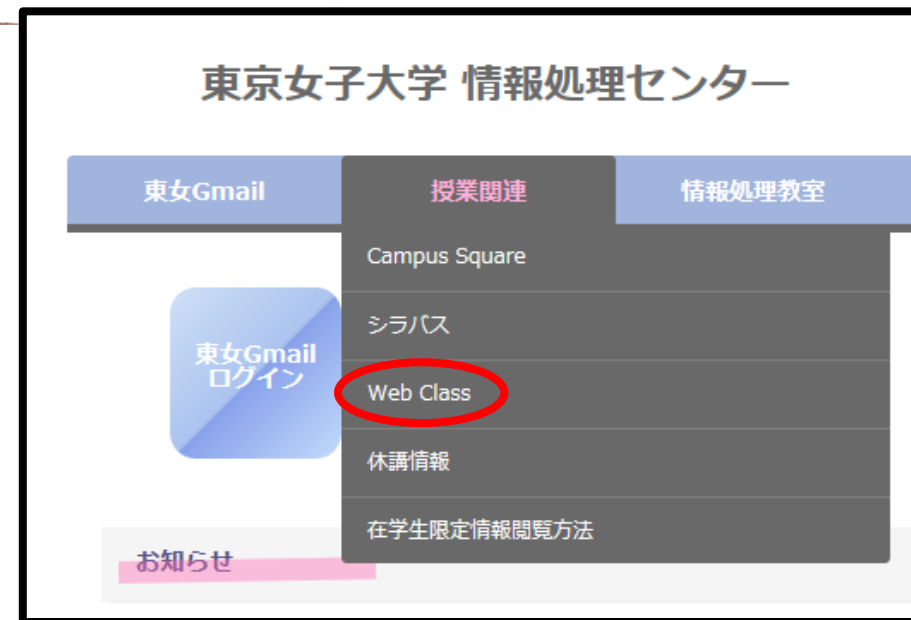 東京女子大学 情報処理センター
東女Gmail 授業関連 情報処理教室
Campus Square
シラバス
東女Gmail
ログイン
Web Class
休講情報
在学生限定情報閲覧方法
お知らせ